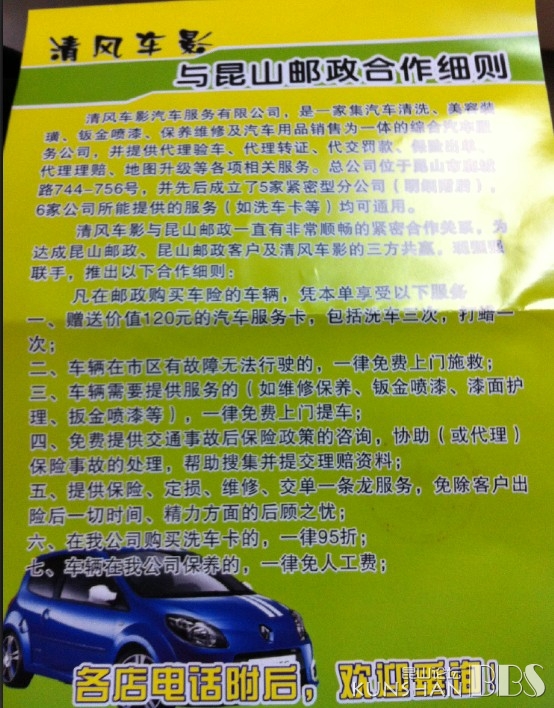 清风车影
与昆山邮政合作细则
清风车影汽车服务有限公司，是一家集汽车清洗、美容装
璜、钣金喷漆、保养维修及汽车用品销售为一体的综合汽车服
务公司，并提供代理验车、代理转证、代交罚款、保险出单、
代理理赔、地图升级等各项相关服务。总公司位于昆山市
路744-756号，并先后成立了5家紧密型分公司（
6家公司所能提供的服务（如洗车卡等）均可通用。
清风车影与昆山邮政一直有非常顺畅的紧密合作关系，为
达成昆山邮政、昆山邮政客户及清风车影的三方共赢，
联手，推出以下合作细则：
凡在邮政购买车险的车辆，凭本单享受以下服务
一、赠送价值120元的汽车服务卡，包括洗车三次，打蜡一
次；
二、车辆在市区有故障无法行驶的，一律免费上门施救；
三、车辆需要提供服务的（如维修保养、钣金喷漆、漆面护
理、扳金喷漆等），一律免费上门提车；
四、免费提供交通事故后保险政策的咨询，协助（或代理）
保险事故的处理，帮助搜集并提交理赔资料；
五、提供保险、定损、维修、交单一条龙服务，免除客户出
险后一切时间、精力方面的后顾之忧；
六、在我公司购买洗车卡的，一律95折；
七、车辆在我公司保养的，一律免人工费；
各店电话附后，欢迎垂询！
昆山论坛
KUNSHAN BBS